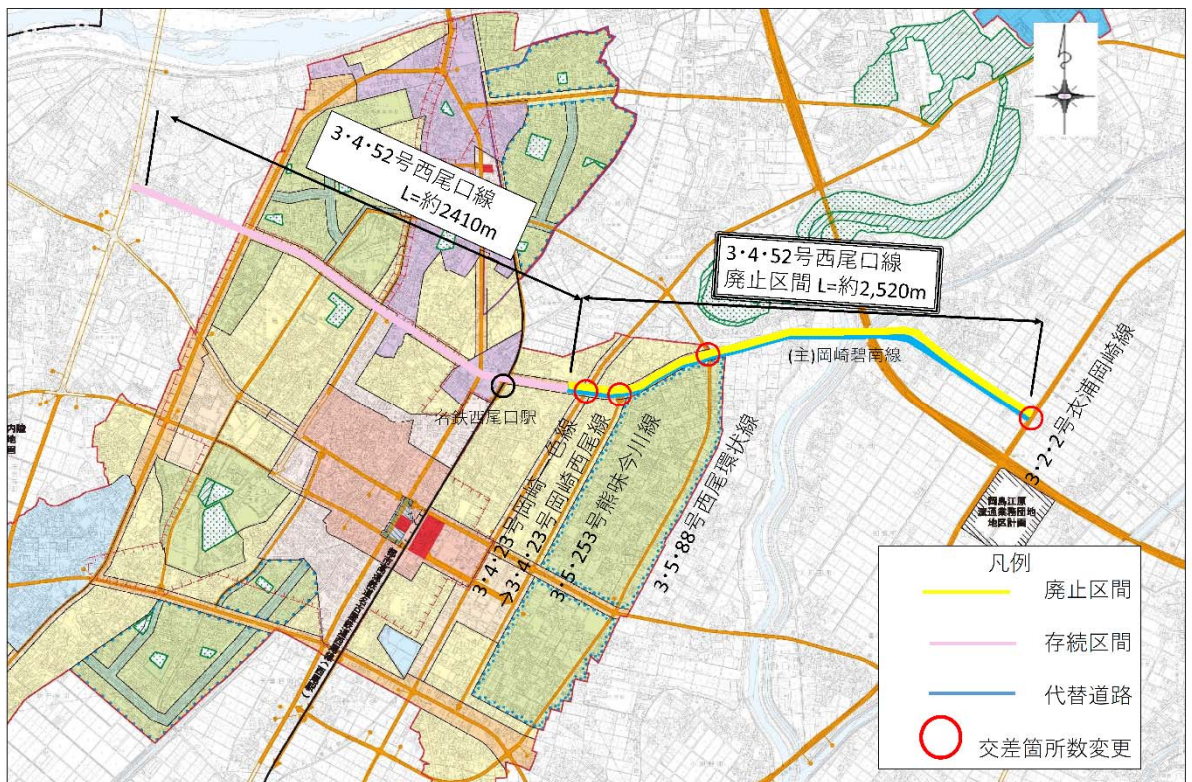 3・4・52号西尾口線
L=約2410m
3・4・52号西尾口線
廃止区間 L=約2,520m
(主)岡崎碧南線
名鉄西尾口駅
3・4・23号岡崎一色線
→3・4・23号岡崎西尾線
3・5・253号熊味今川線
3・5・88号西尾環状線
3・2・2号衣浦岡崎線
地区計画
凡例
廃止区間
存続区間
代替道路
交差箇所数変更